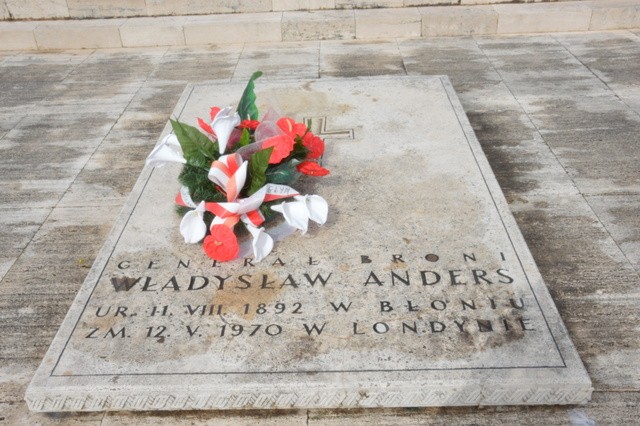 GENERAŁ BRONI
WŁADYSŁAW ANDERS
UR. 11. VIII. 1892 W BŁONIU
ZM. 12. V. 1970 W LONDYNIE